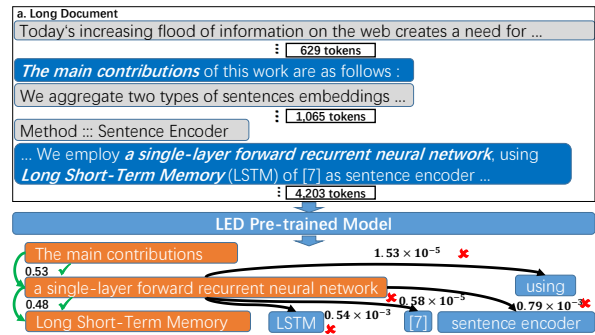 a. Long Document
Today's increasing flood of information on the web creates a need for ...
629 tokens
The main contributions of this work are as follows :
We aggregate two types of sentences embeddings ...
1,065 tokens
Method ::: Sentence Encoder
... We employ a single-layer forward recurrent neural network, using
Long Short-Term Memory (LSTM) of [7] as sentence encoder ...
4,203 tokens
LED Pre-trained Model
The main contributions
1.53 × 10⁻⁵
0.53
a single-layer forward recurrent neural network
using
0.48
0.58 × 10⁻⁵
0.54 × 10⁻³
Long Short-Term Memory
LSTM
[7]
sentence encoder